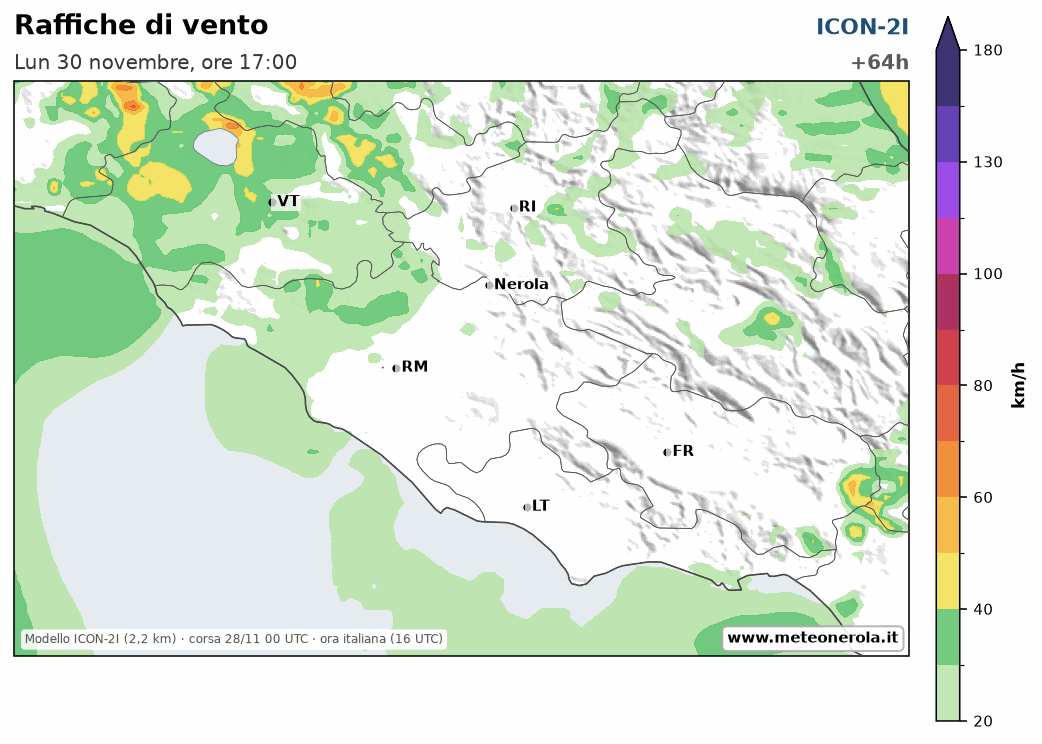 Raffiche di vento
ICON-2I
Lun 30 novembre, ore 17:00
+64h
VT
RI
Nerola
RM
FR
LT
Modello ICON-2I (2,2 km) · corsa 28/11 00 UTC · ora italiana (16 UTC)
www.meteonerola.it
180
130
100
80
60
40
20
km/h